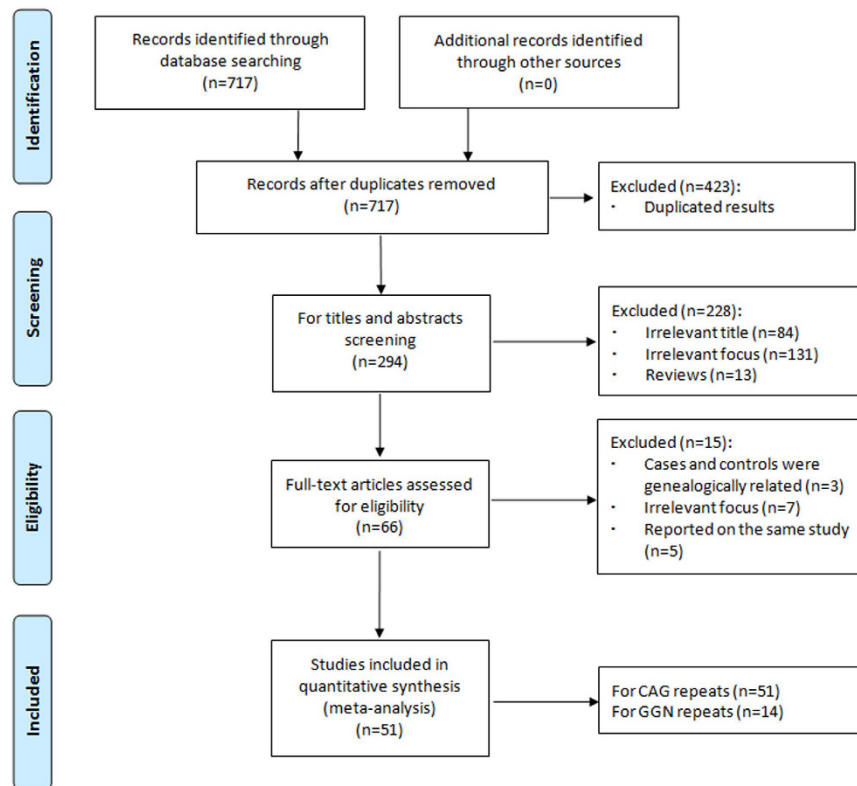 Identification
Records identified through
database searching
(n=717)
Additional records identified
through other sources
(n=0)
Records after duplicates removed
(n=717)
Excluded (n=423):
· Duplicated results
Screening
For titles and abstracts
screening
(n=294)
Excluded (n=228):
· Irrelevant title (n=84)
· Irrelevant focus (n=131)
· Reviews (n=13)
Eligibility
Full-text articles assessed
for eligibility
(n=66)
Excluded (n=15):
· Cases and controls were
genealogically related (n=3)
· Irrelevant focus (n=7)
· Reported on the same study
(n=5)
Included
Studies included in
quantitative synthesis
(meta-analysis)
(n=51)
For CAG repeats (n=51)
For GGN repeats (n=14)